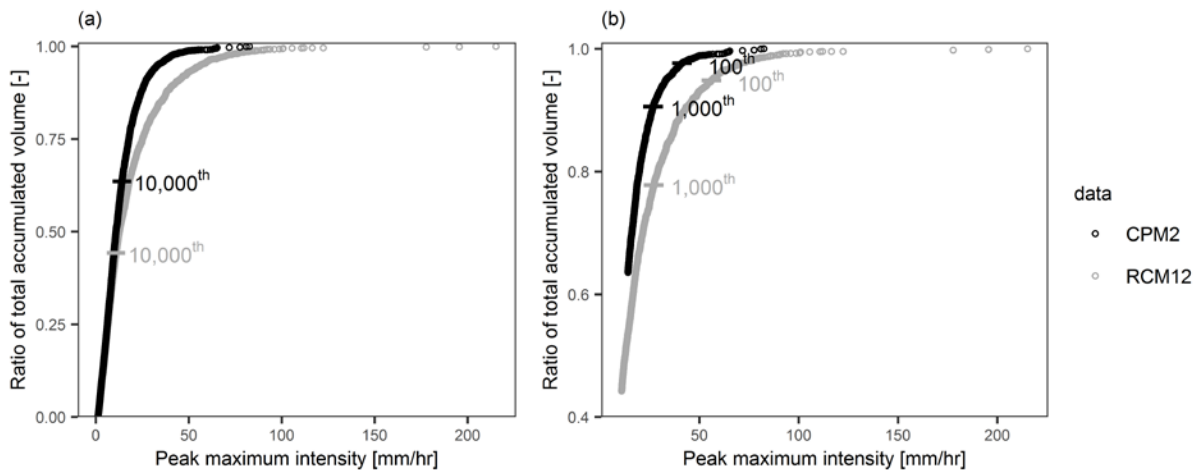 (a)
Ratio of total accumulated volume [-]
1.00
0.75
0.50
0.25
0.00
10,000th
10,000th
0
50
100
150
200
Peak maximum intensity [mm/hr]
(b)
Ratio of total accumulated volume [-]
1.0
0.8
0.6
0.4
100th
100th
1,000th
1,000th
50
100
150
200
Peak maximum intensity [mm/hr]
data
CPM2
RCM12